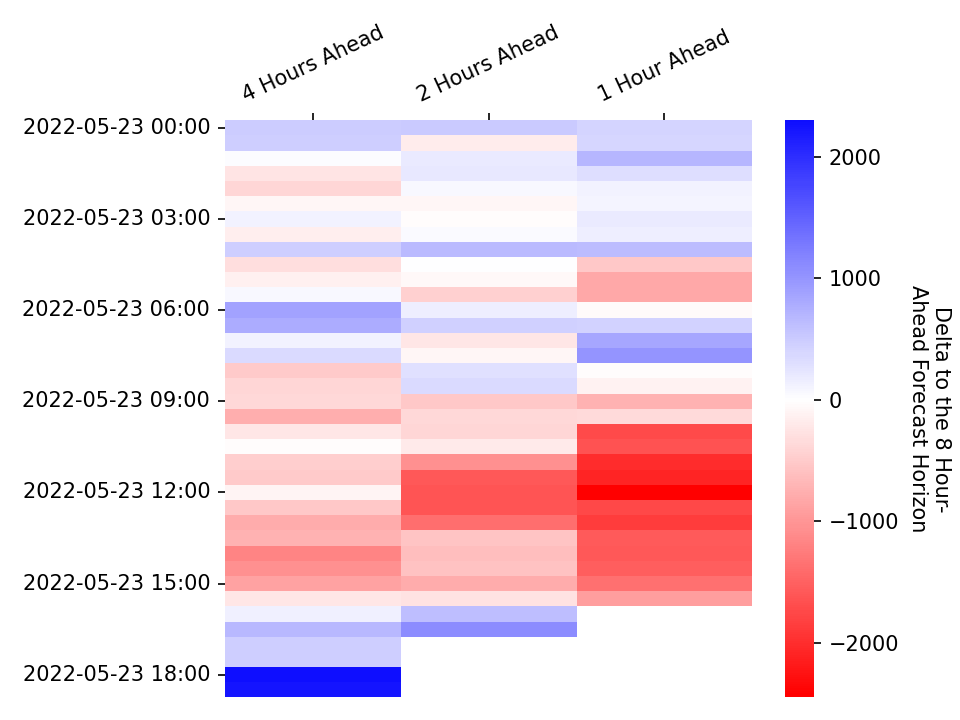 4 Hours Ahead
2 Hours Ahead
1 Hour Ahead
2022-05-23 00:00
2022-05-23 03:00
2022-05-23 06:00
2022-05-23 09:00
2022-05-23 12:00
2022-05-23 15:00
2022-05-23 18:00
2000
1000
0
−1000
−2000
Delta to the 8 Hour-
Ahead Forecast Horizon